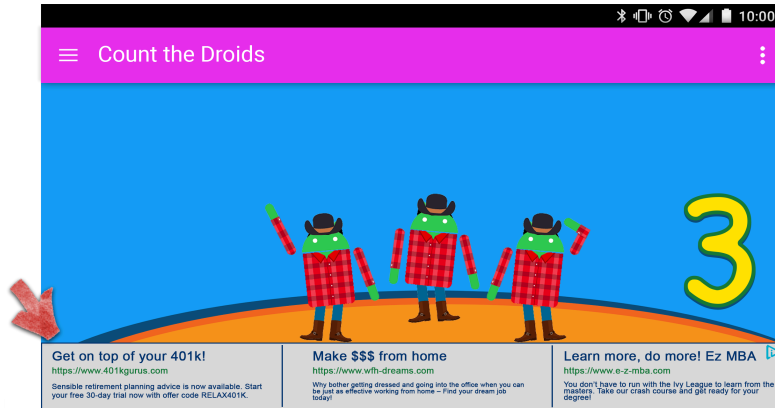 10:00
Count the Droids
3
Get on top of your 401k!
https://www.401kgurus.com
Sensible retirement planning advice is now available. Start
your free 30-day trial now with offer code RELAX401K.
Make $$$ from home
https://www.wfh-dreams.com
Why bother getting dressed and going into the office when you can
be just as effective working from home – Find your dream job
today!
Learn more, do more! Ez MBA
https://www.e-z-mba.com
You don't have to run with the Ivy League to learn from the
masters. Take our crash course and get ready for your
degree!